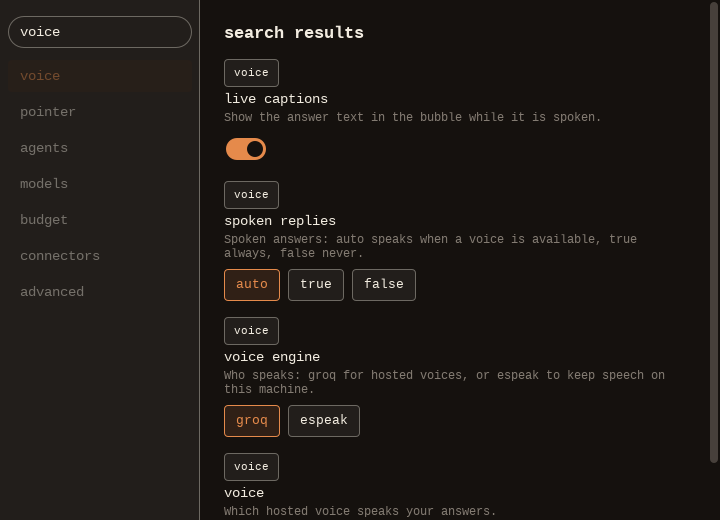 voice
voice
pointer
agents
models
budget
connectors
advanced
search results
voice
live captions
Show the answer text in the bubble while it is spoken.
voice
spoken replies
Spoken answers: auto speaks when a voice is available, true
always, false never.
auto true false
voice
voice engine
Who speaks: groq for hosted voices, or espeak to keep speech on
this machine.
groq espeak
voice
voice
Which hosted voice speaks your answers.